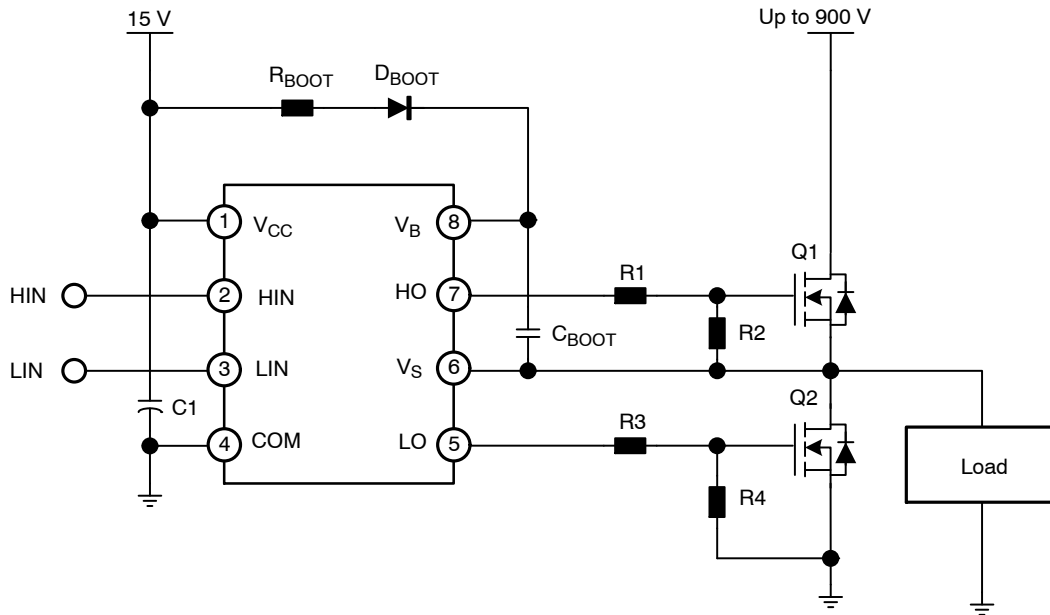 15 V
Up to 900 V
RBOOT
DBOOT
1
VCC
VB
8
Q1
HIN
2
HIN
HO
7
R1
R2
CBOOT
LIN
3
LIN
VS
6
C1
Q2
4
COM
LO
5
R3
R4
Load